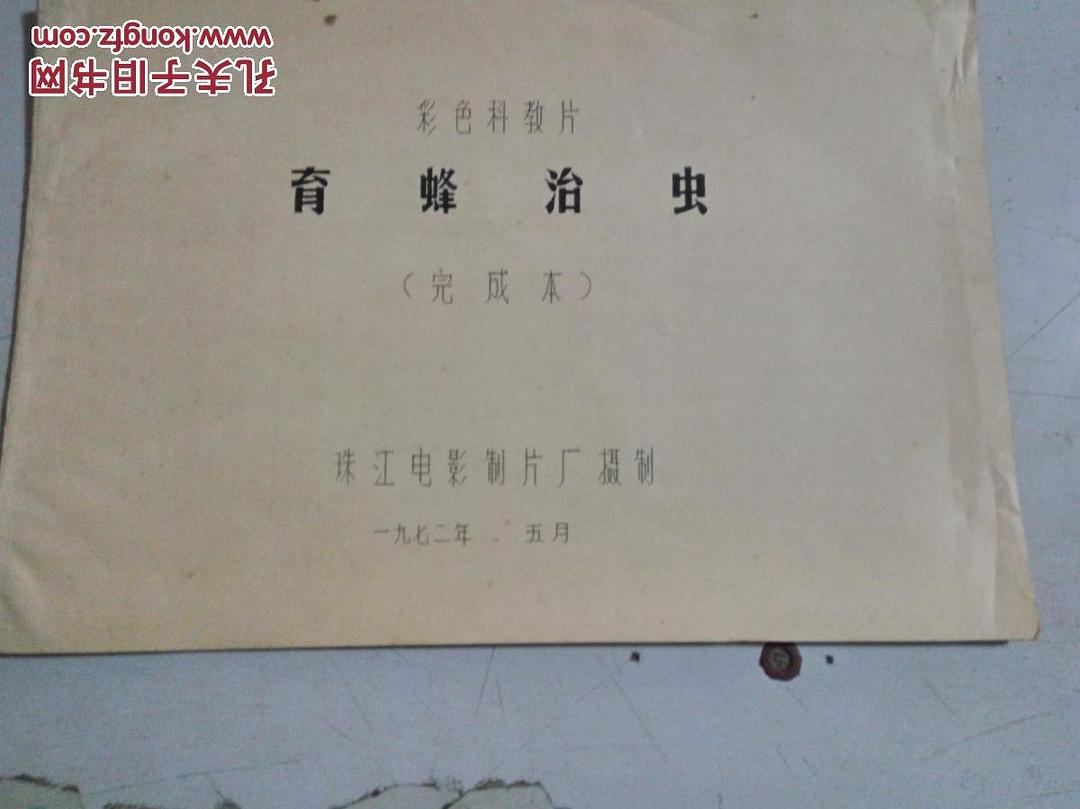 www.kongfz.com
孔夫子旧书网
彩色科教片
育蜂治虫
（完成本）
珠江电影制片厂摄制
一九七二年 五月